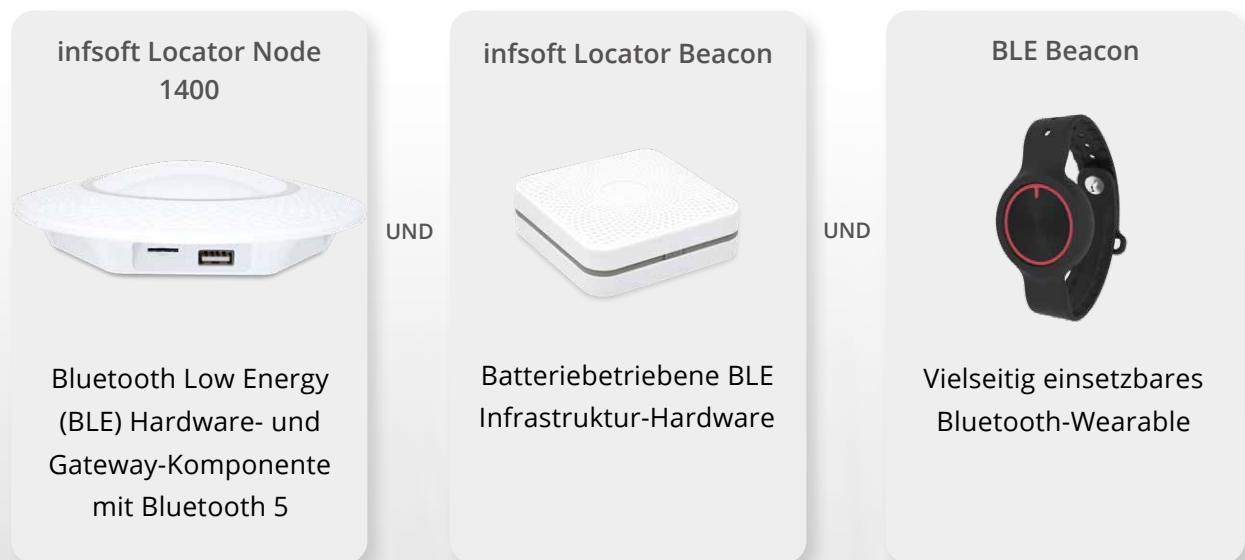 infsoft Locator Node
1400
Bluetooth Low Energy
(BLE) Hardware- und
Gateway-Komponente
mit Bluetooth 5
UND
infsoft Locator Beacon
Batteriebetriebene BLE
Infrastruktur-Hardware
UND
BLE Beacon
Vielseitig einsetzbares
Bluetooth-Wearable